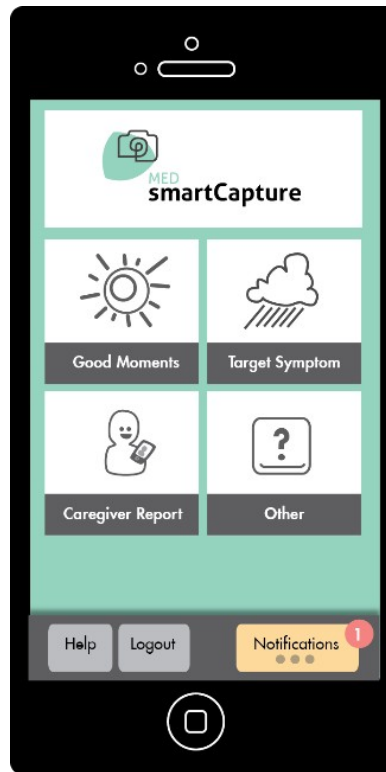 MED
smartCapture
Good Moments
Target Symptom
Caregiver Report
?
Other
Help
Logout
Notifications
1